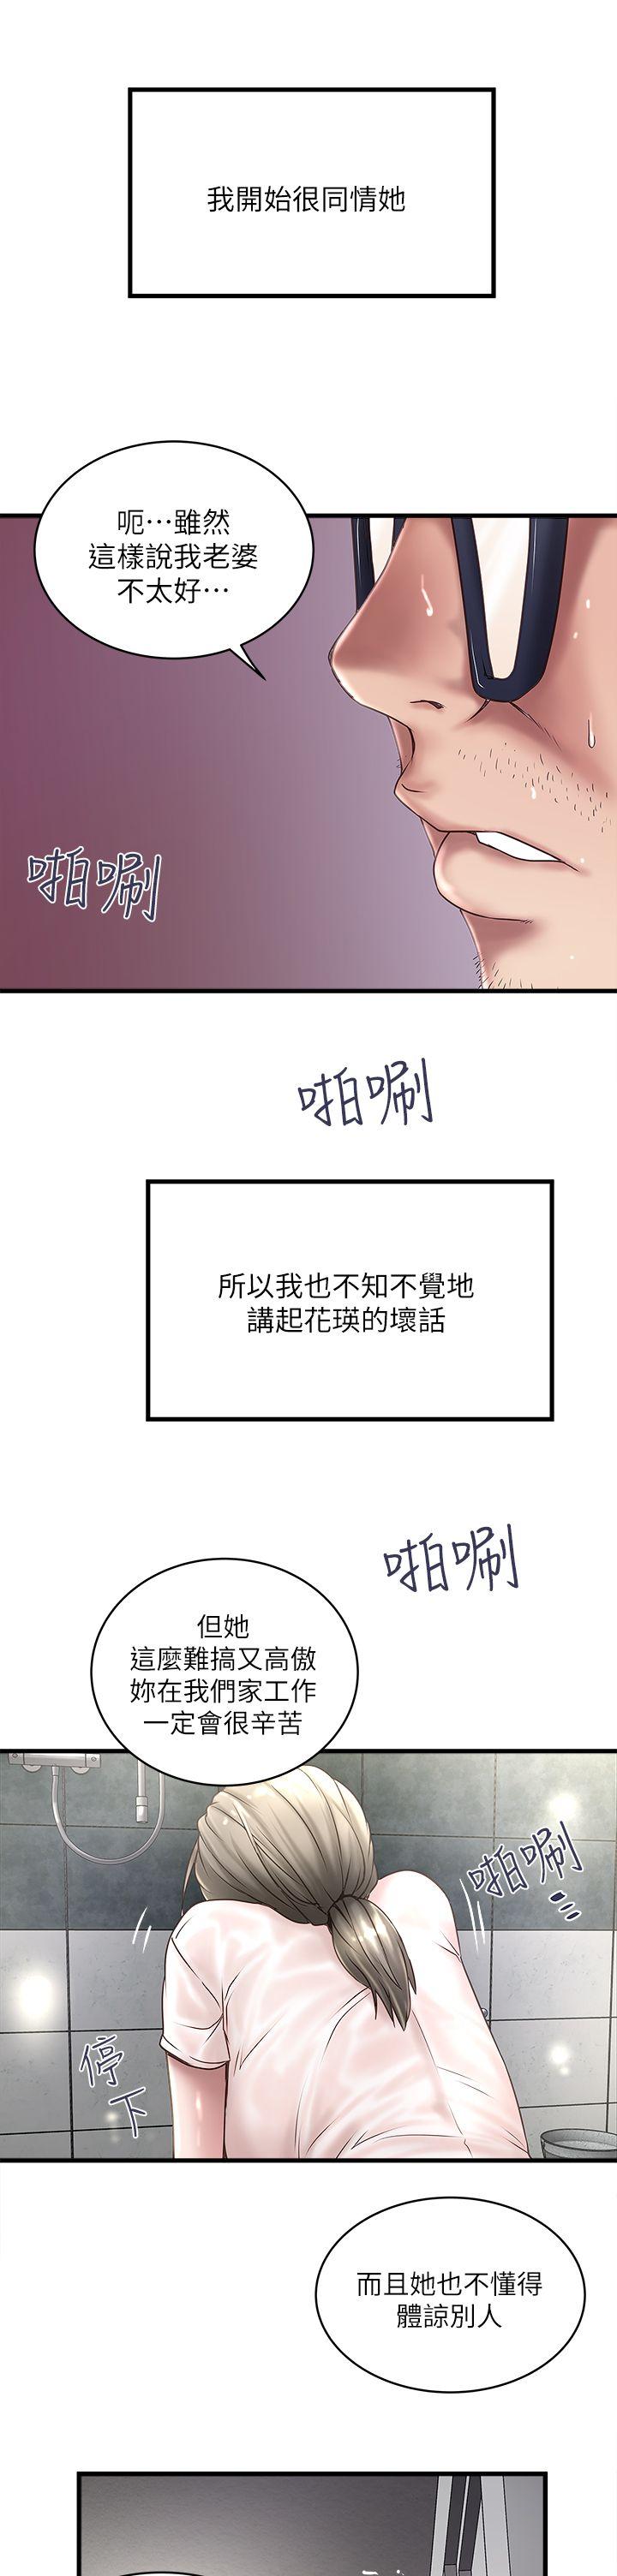 我開始很同情她
呃…雖然
這樣說我老婆
不太好…
啪唰
啪唰
所以我也不知不覺地
講起花瑛的壞話
啪唰
但她
這麼難搞又高傲
妳在我們家工作
一定會很辛苦
啪唰
停下
而且她也不懂得
體諒別人